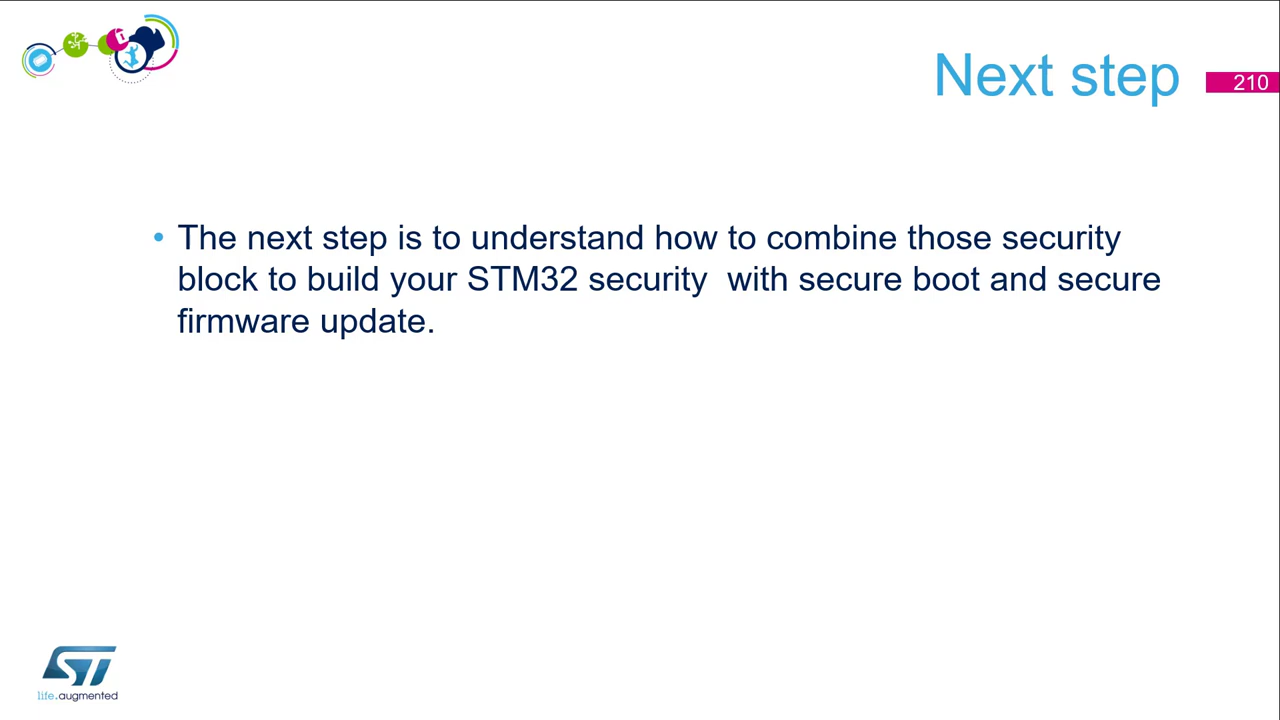 Next step
210
• The next step is to understand how to combine those security
block to build your STM32 security  with secure boot and secure
firmware update.
ST
life.augmented